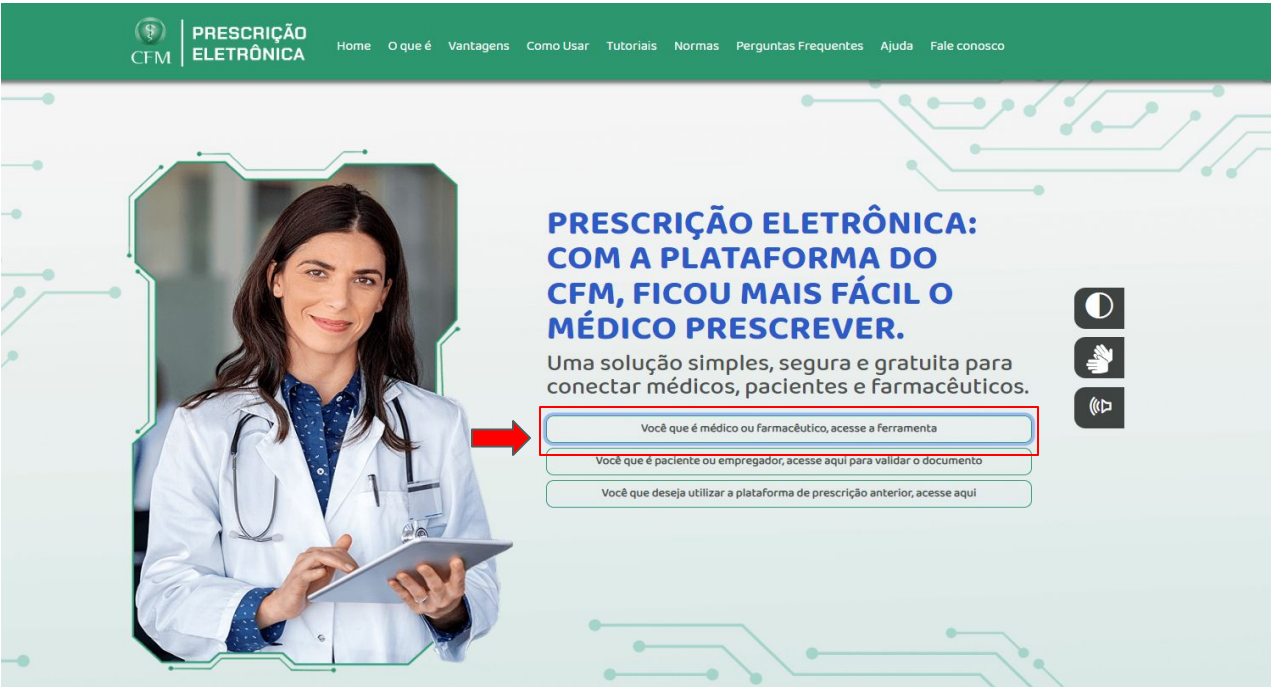 CFM
PRESCRIÇÃO
ELETRÔNICA
Home O que é Vantagens Como Usar Tutoriais Normas Perguntas Frequentes Ajuda Fale conosco
PRESCRIÇÃO ELETRÔNICA:
COM A PLATAFORMA DO
CFM, FICOU MAIS FÁCIL O
MÉDICO PRESCREVER.
Uma solução simples, segura e gratuita para
conectar médicos, pacientes e farmacêuticos.
Você que é médico ou farmacêutico, acesse a ferramenta
Você que é paciente ou empregador, acesse aqui para validar o documento
Você que deseja utilizar a plataforma de prescrição anterior, acesse aqui